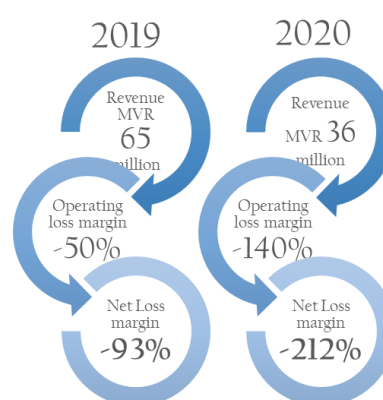 2019
Revenue
MVR
65
million
Operating
loss margin
-50%
Net Loss
margin
-93%
2020
Revenue
MVR 36
million
Operating
loss margin
-140%
Net Loss
margin
-212%